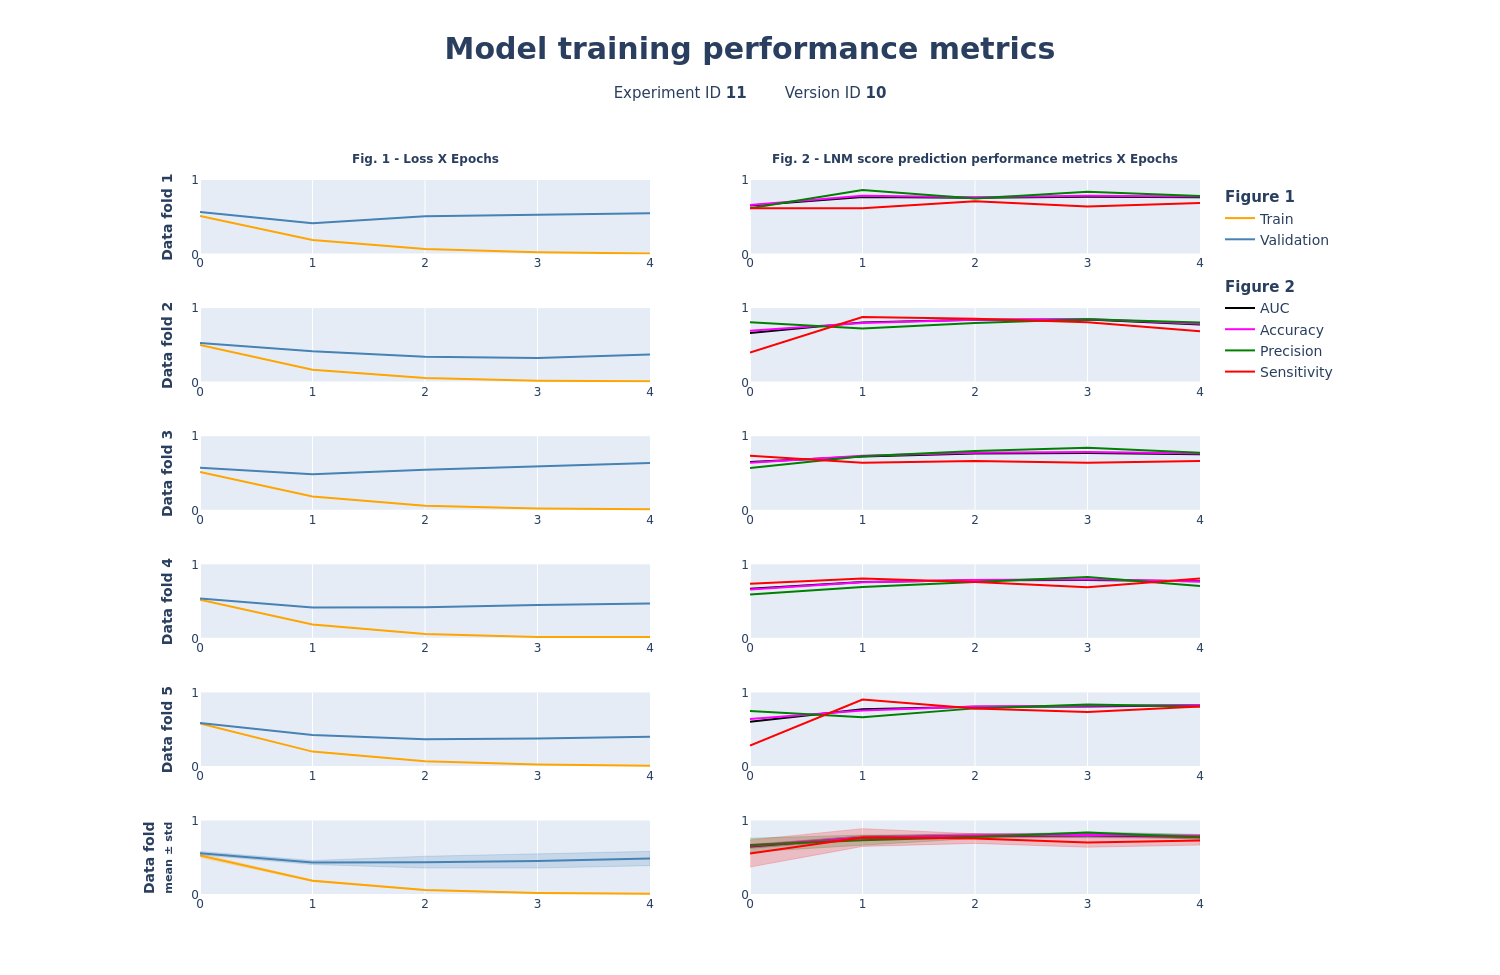 Model training performance metrics
Experiment ID 11 Version ID 10
Fig. 1 - Loss X Epochs
Fig. 2 - LNM score prediction performance metrics X Epochs
Data fold 1
1
0
0 1 2 3 4
1
0
0 1 2 3 4
Figure 1
Train
Validation
Figure 2
AUC
Accuracy
Precision
Sensitivity
Data fold 2
1
0
0 1 2 3 4
1
0
0 1 2 3 4
Data fold 3
1
0
0 1 2 3 4
1
0
0 1 2 3 4
Data fold 4
1
0
0 1 2 3 4
1
0
0 1 2 3 4
Data fold 5
1
0
0 1 2 3 4
1
0
0 1 2 3 4
Data fold
mean ± std
1
0
0 1 2 3 4
1
0
0 1 2 3 4